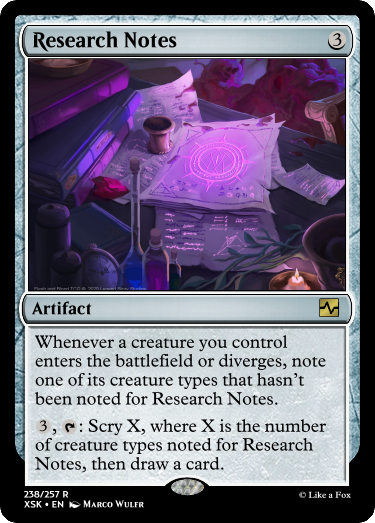 Research Notes 3
Artifact
Whenever a creature you control
enters the battlefield or diverges, note
one of its creature types that hasn't
been noted for Research Notes.
3, : Scry X, where X is the number
of creature types noted for Research
Notes, then draw a card.
238/257 R
XSK • EN Marco Wulfr © Like a Fox